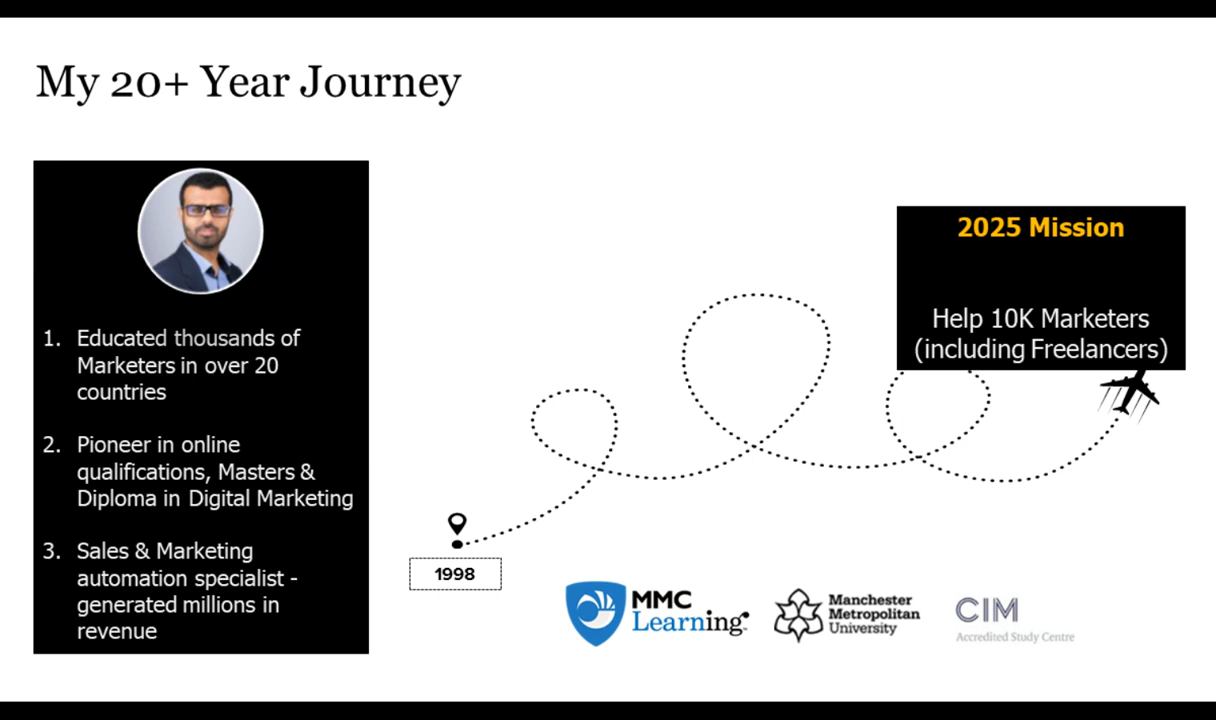 My 20+ Year Journey
1. Educated thousands of
Marketers in over 20
countries
2. Pioneer in online
qualifications, Masters &
Diploma in Digital Marketing
3. Sales & Marketing
automation specialist -
generated millions in
revenue
2025 Mission
Help 10K Marketers
(including Freelancers)
1998
MMC
Learning™
Manchester
Metropolitan
University
CIM
Accredited Study Centre